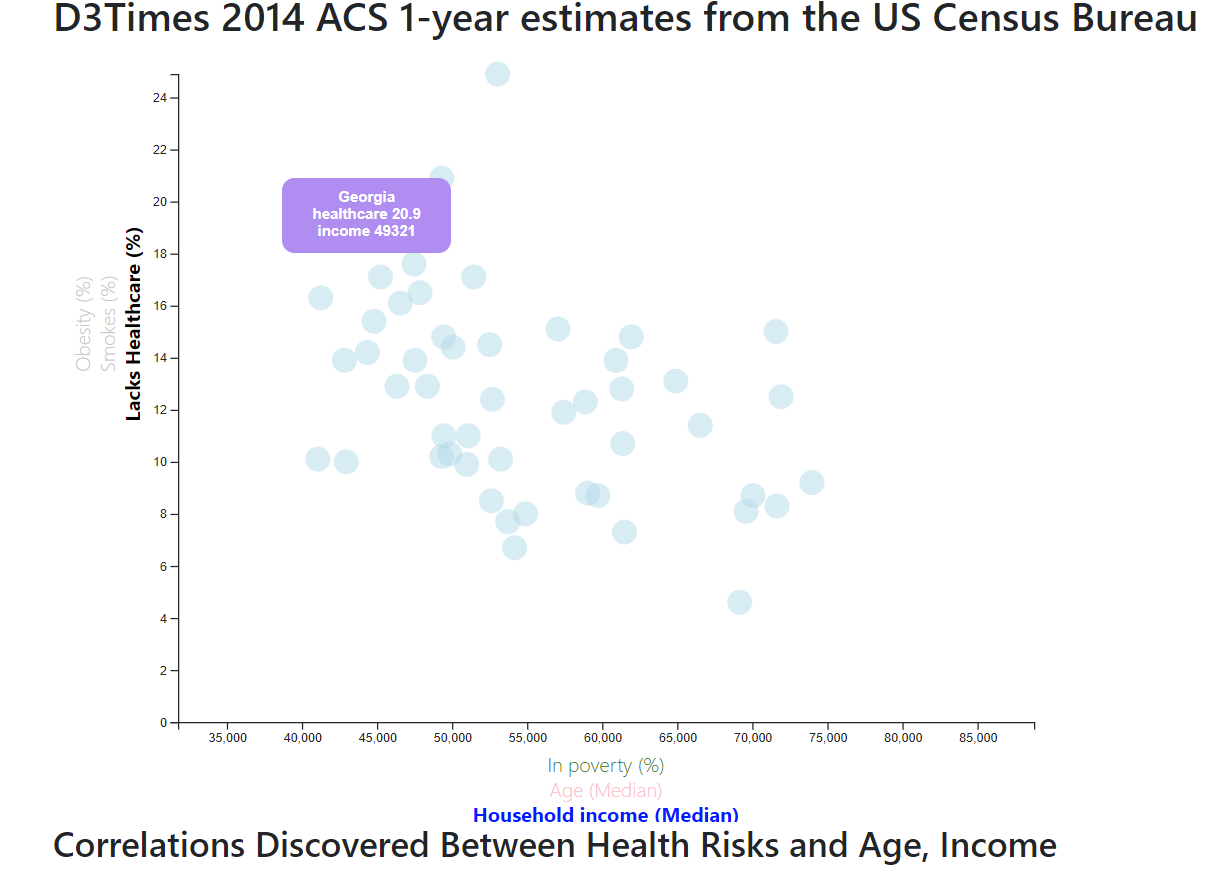 D3Times 2014 ACS 1-year estimates from the US Census Bureau
24
22
20
18
16
14
12
10
8
6
4
2
0
Obesity (%)
Smokes (%)
Lacks Healthcare (%)
Georgia
healthcare 20.9
income 49321
35,000 40,000 45,000 50,000 55,000 60,000 65,000 70,000 75,000 80,000 85,000
In poverty (%)
Age (Median)
Household income (Median)
Correlations Discovered Between Health Risks and Age, Income